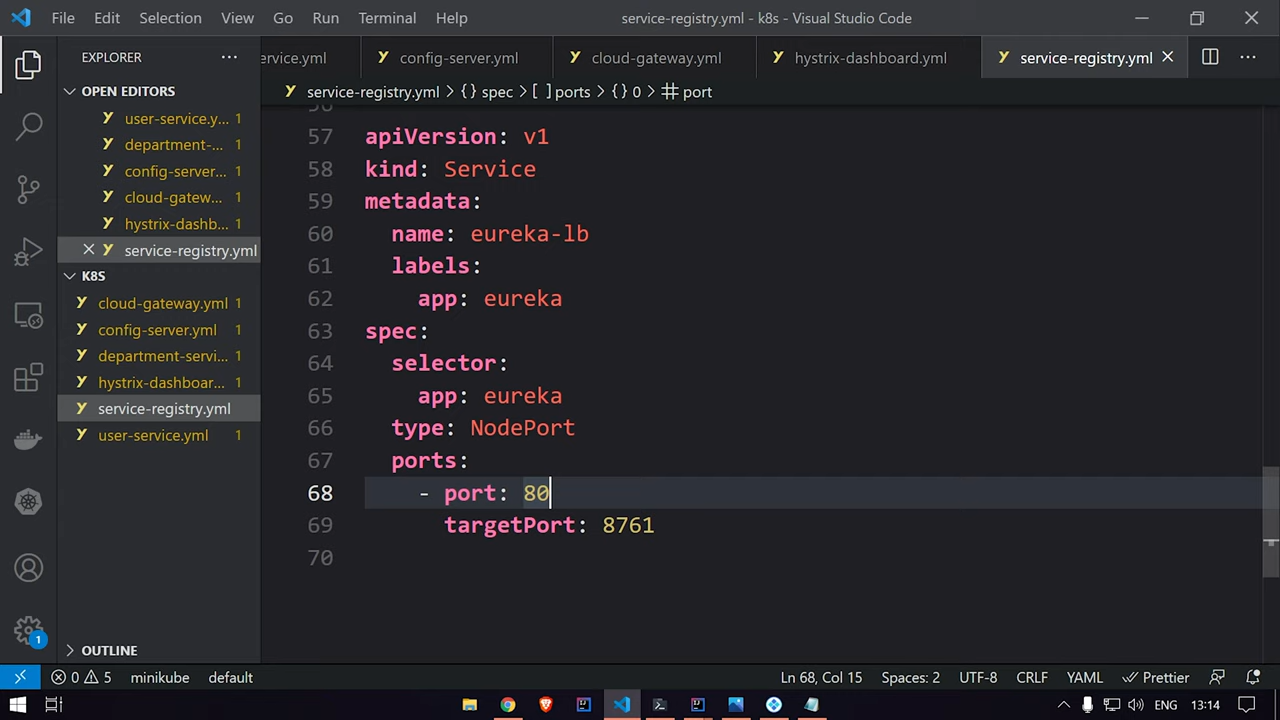 File Edit Selection View Go Run Terminal Help service-registry.yml - k8s - Visual Studio Code
EXPLORER
ervice.yml config-server.yml cloud-gateway.yml hystrix-dashboard.yml service-registry.yml
OPEN EDITORS
service-registry.yml > {} spec > [ ] ports > {} 0 > # port
user-service.y... 1
department-... 1
config-server... 1
cloud-gatew... 1
hystrix-dashb... 1
service-registry.yml
K8S
cloud-gateway.yml 1
config-server.yml 1
department-servi... 1
hystrix-dashboar... 1
service-registry.yml
user-service.yml 1
OUTLINE
56
57 apiVersion: v1
58 kind: Service
59 metadata:
60 name: eureka-lb
61 labels:
62 app: eureka
63 spec:
64 selector:
65 app: eureka
66 type: NodePort
67 ports:
68 - port: 80
69 targetPort: 8761
70
1
0 5 minikube default Ln 68, Col 15 Spaces: 2 UTF-8 CRLF YAML Prettier
ENG 13:14